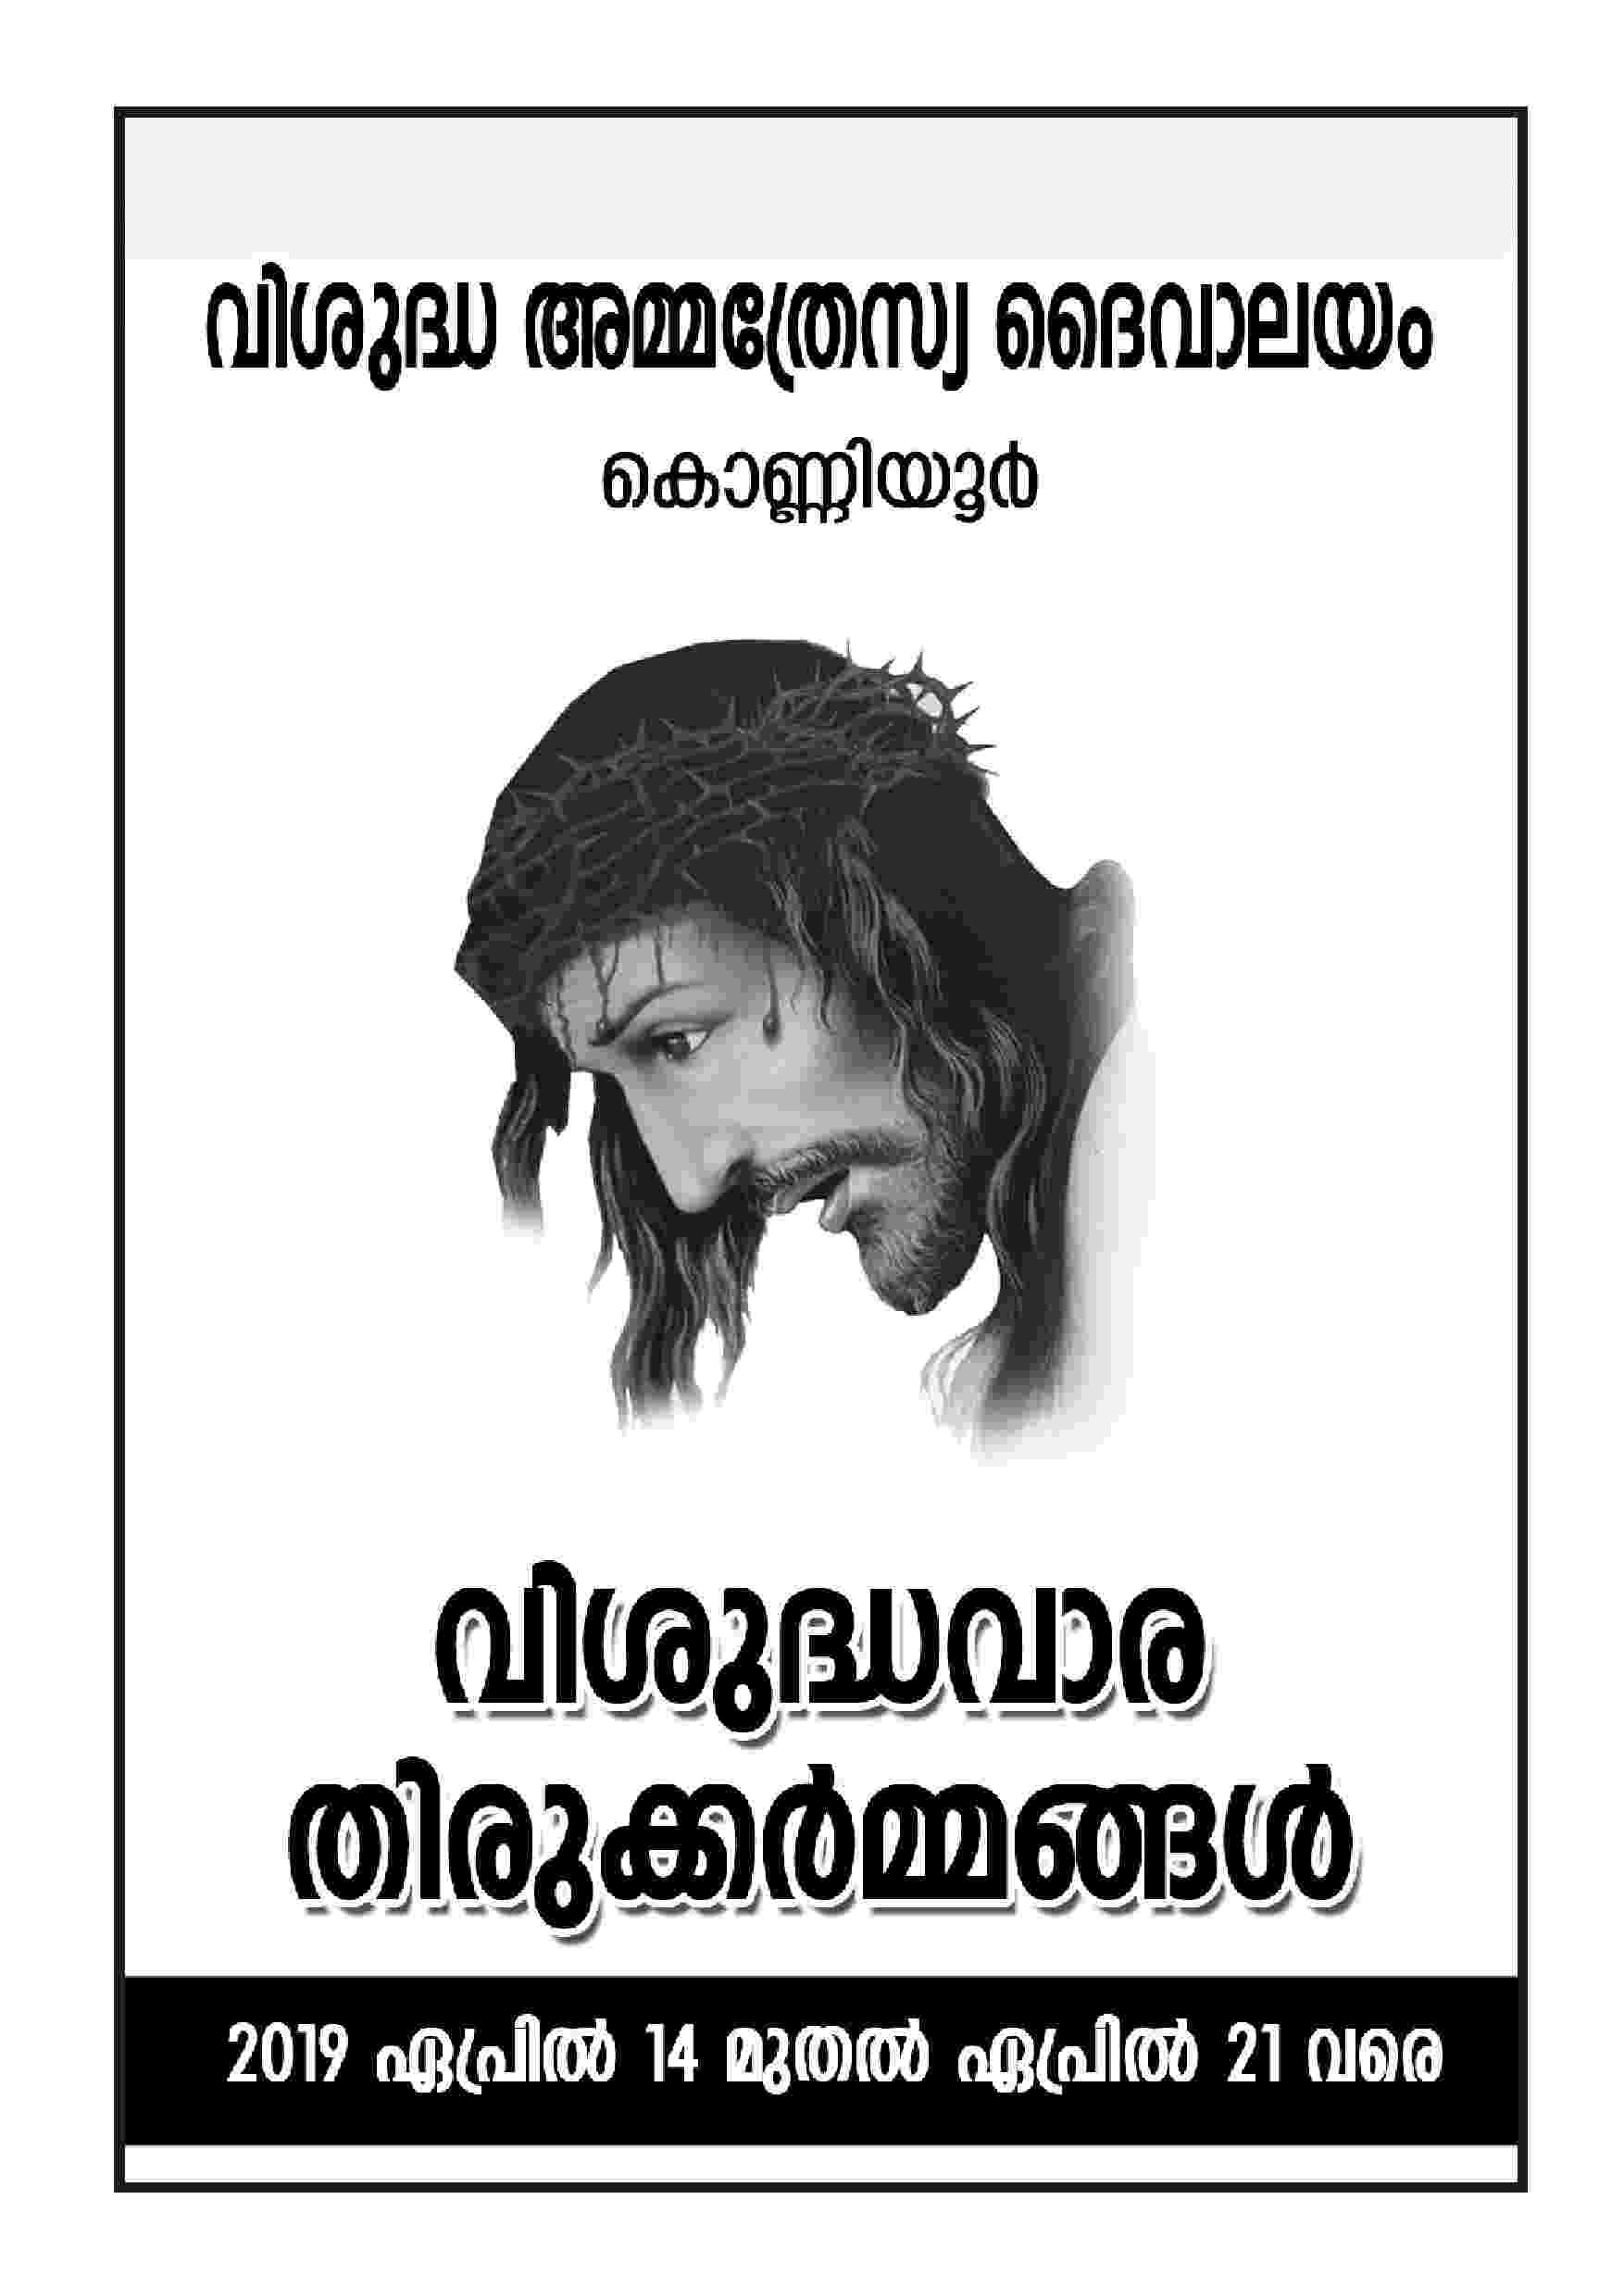 വിശുദ്ധ അമ്മത്രേസ്യ ദൈവാലയം
കൊണ്ണിയൂർ
വിശുദ്ധവാര
തിരുക്കർമ്മങ്ങൾ
2019 ഏപ്രിൽ 14 മുതൽ ഏപ്രിൽ 21 വരെ